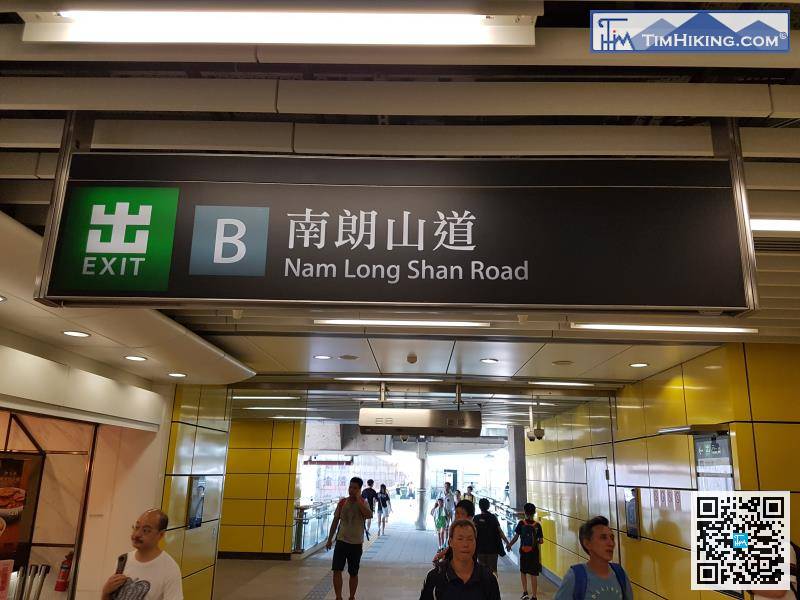 TIMHIKING.COM
出
EXIT
B
南朗山道
Nam Long Shan Road